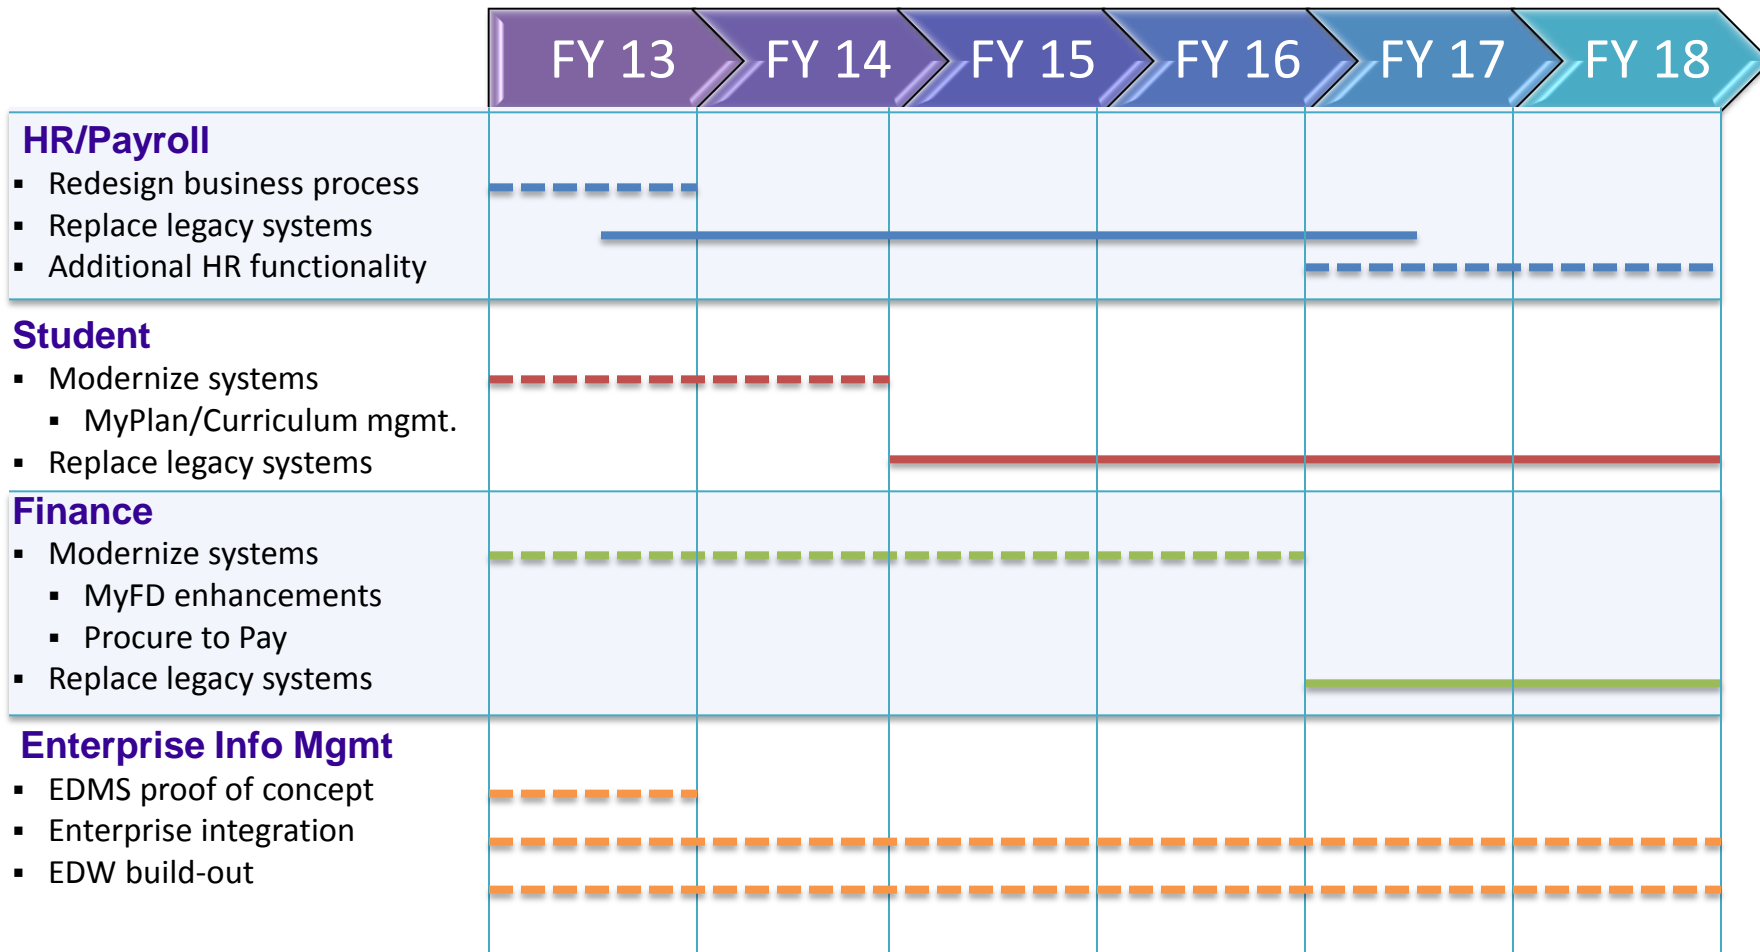 FY 13 FY 14 FY 15 FY 16 FY 17 FY 18
HR/Payroll
▪ Redesign business process
▪ Replace legacy systems
▪ Additional HR functionality
Student
▪ Modernize systems
▪ MyPlan/Curriculum mgmt.
▪ Replace legacy systems
Finance
▪ Modernize systems
▪ MyFD enhancements
▪ Procure to Pay
▪ Replace legacy systems
Enterprise Info Mgmt
▪ EDMS proof of concept
▪ Enterprise integration
▪ EDW build-out